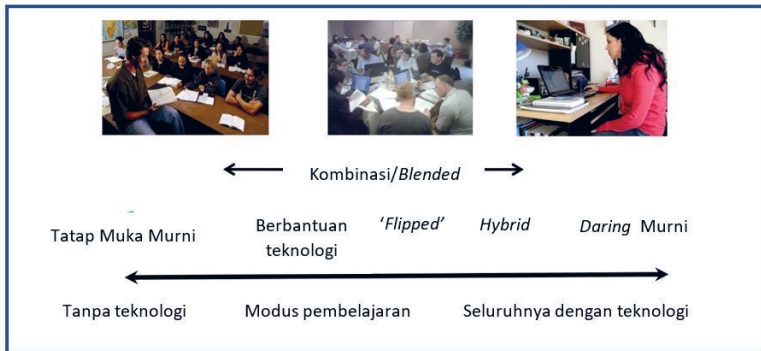 Kombinasi/Blended
Tatap Muka Murni
Berbantuan
teknologi
'Flipped'
Hybrid
Daring Murni
Tanpa teknologi
Modus pembelajaran
Seluruhnya dengan teknologi